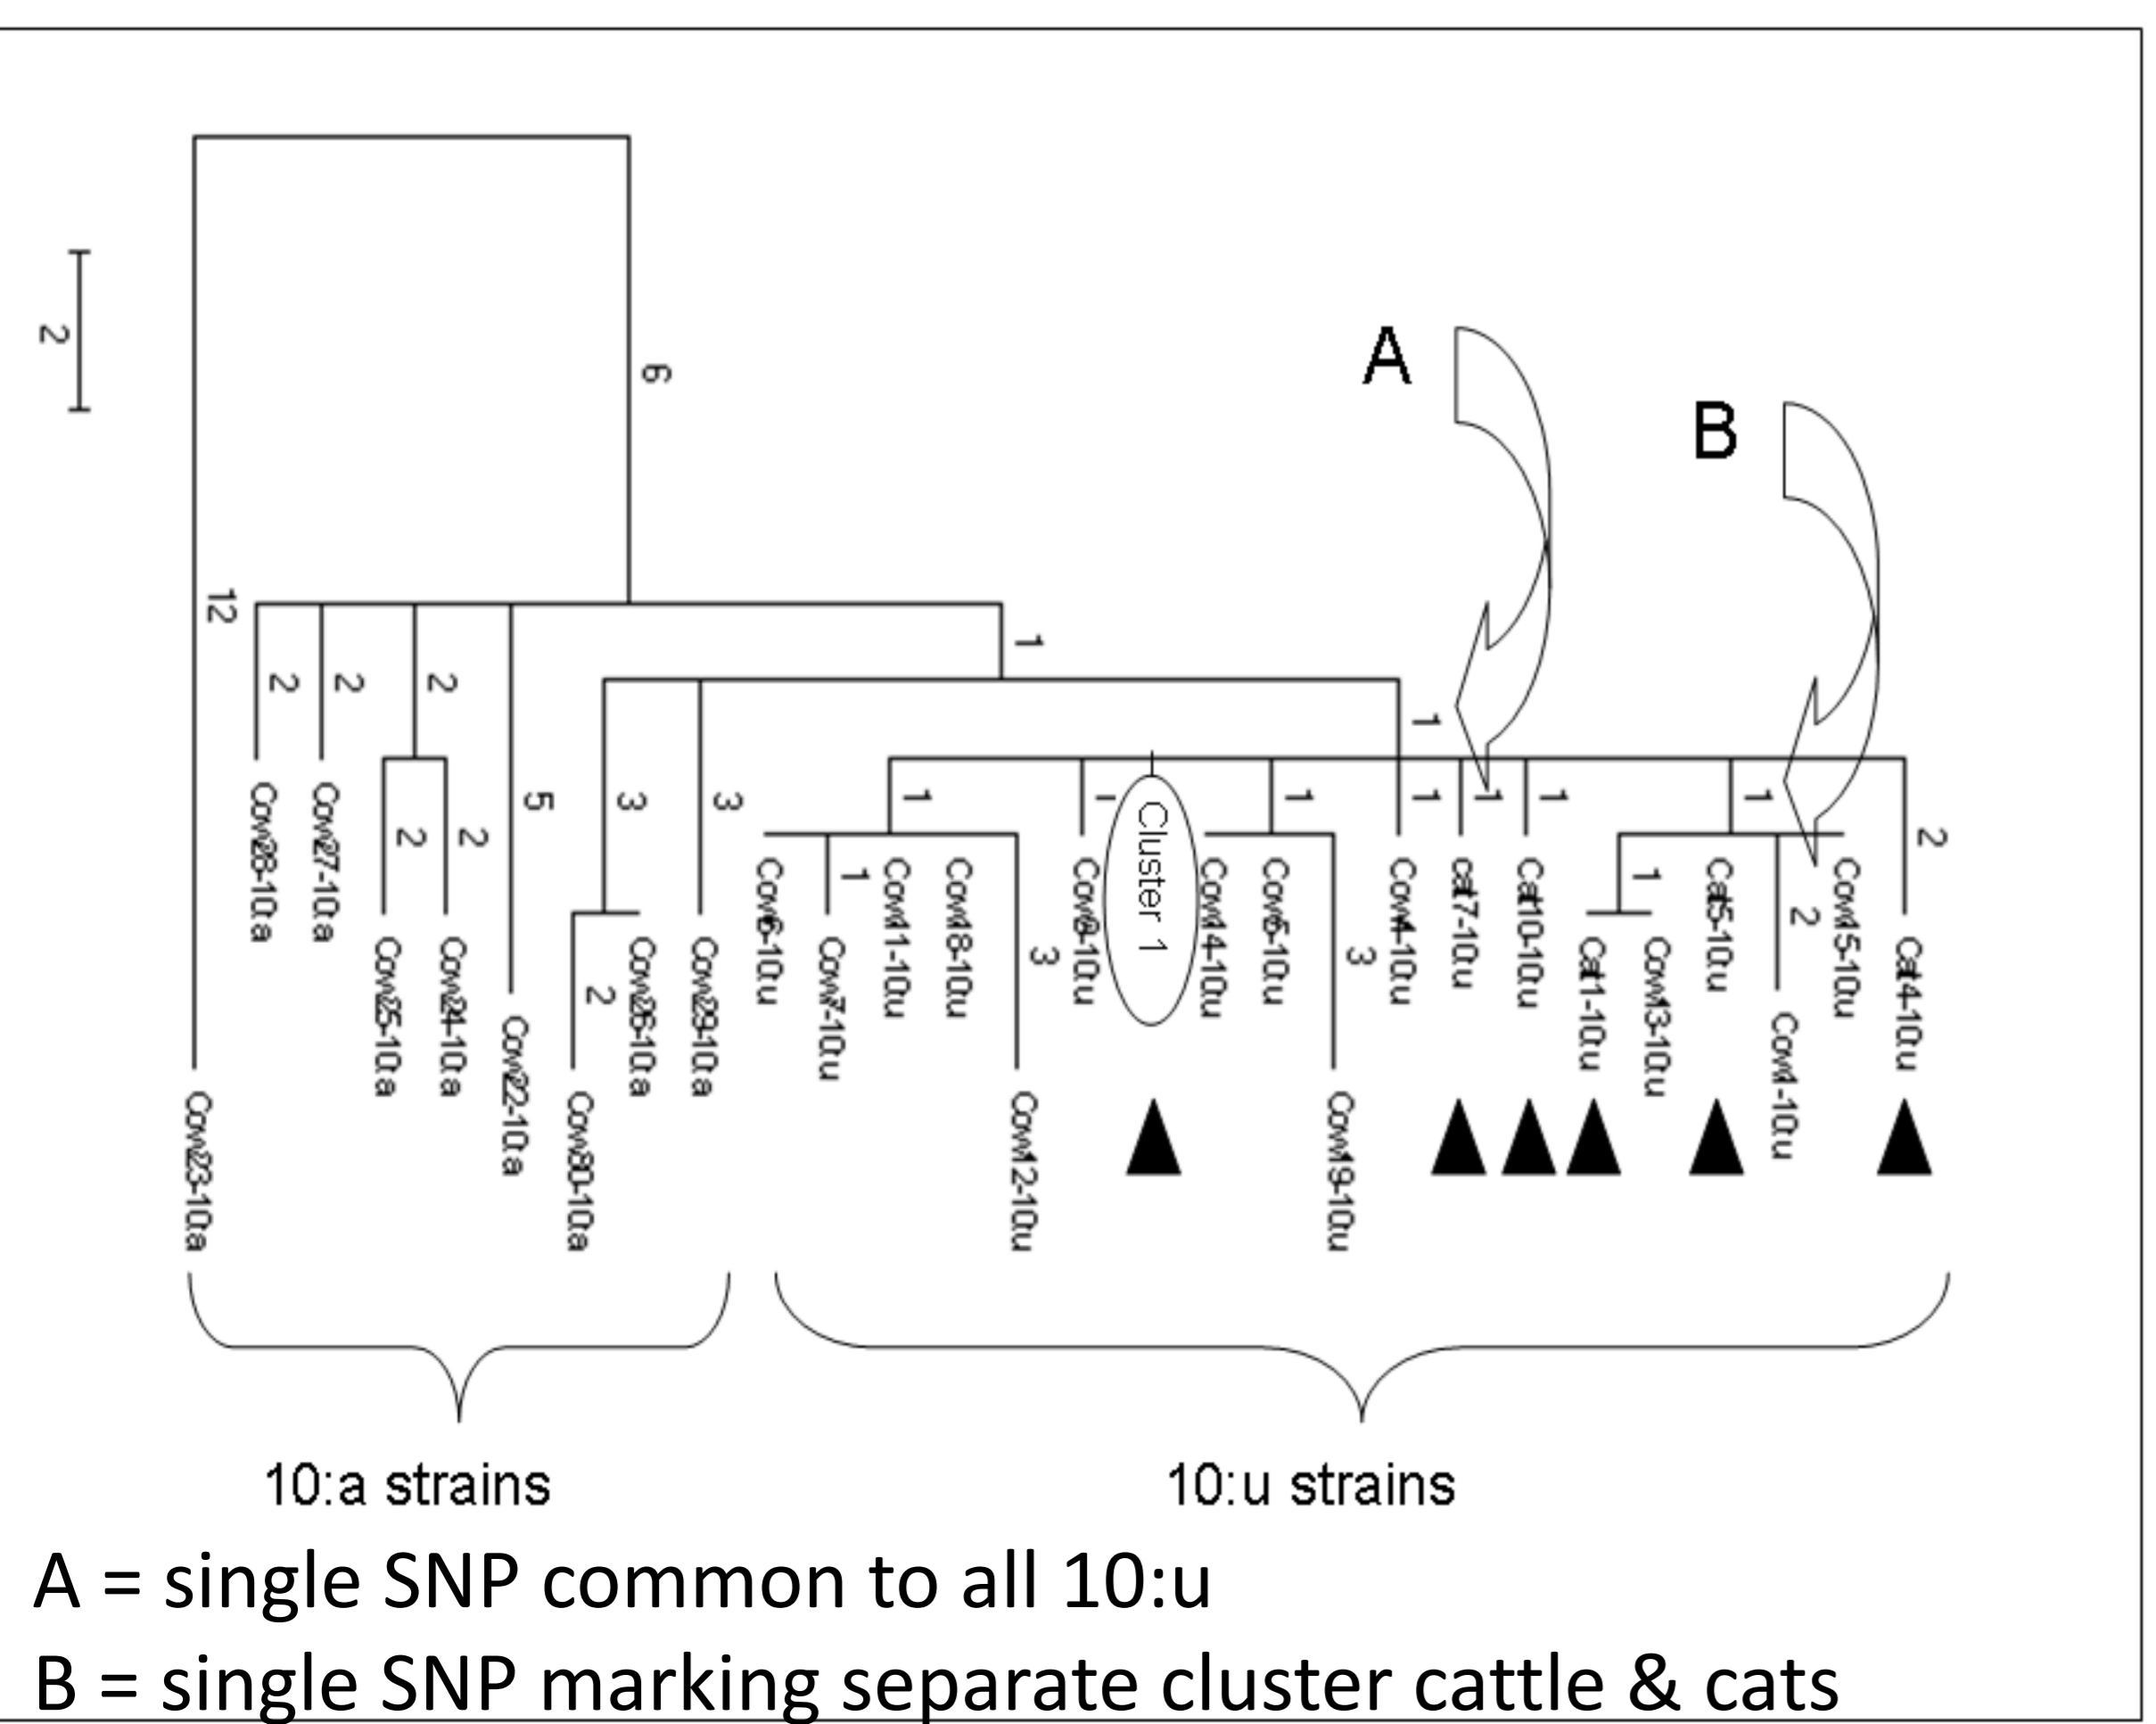 6
2
A
B
12
1
2
2
2
1
5
3
3
1
1
1
1
1
1
1
2
2
2
1
1
2
2
3
3
Cluster 1
Cow23-10:a
Cow28-10:a
Cow27-10:a
Cow25-10:a
Cow24-10:a
Cow22-10:a
Cow30-10:a
Cow26-10:a
Cow29-10:a
Cow6-10:u
Cow7-10:u
Cow11-10:u
Cow18-10:u
Cow12-10:u
Cow14-10:u
Cow5-10:u
Cow19-10:u
Cow4-10:u
cat7-10:u
Cat10-10:u
Cat1-10:u
Cow13-10:u
Cat5-10:u
Cow1-10:u
Cow15-10:u
Cat4-10:u
10:a strains
10:u strains
A = single SNP common to all 10:u
B = single SNP marking separate cluster cattle & cats